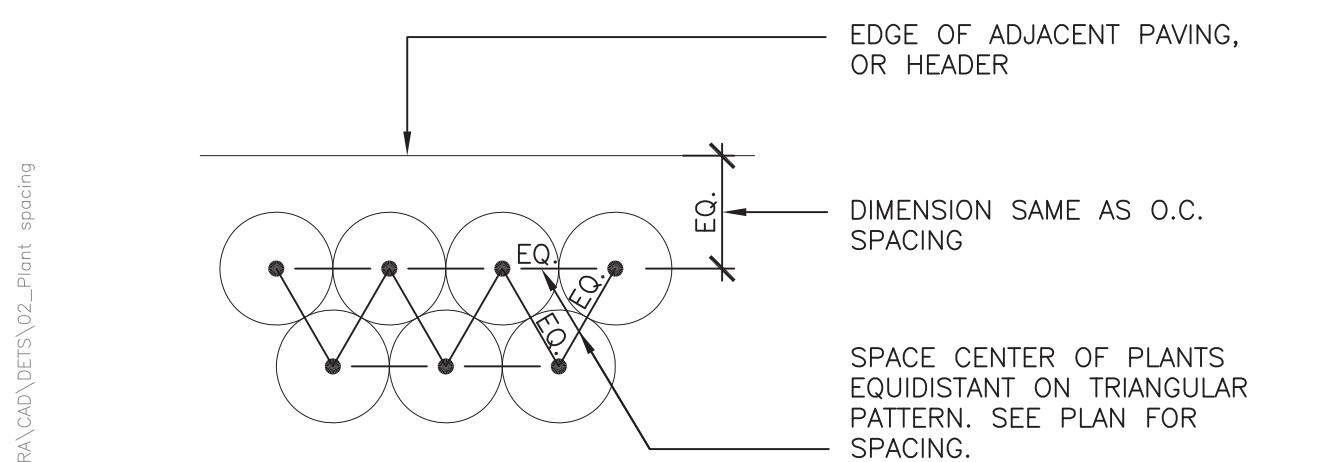 EDGE OF ADJACENT PAVING,
OR HEADER
EQ.
DIMENSION SAME AS O.C.
SPACING
EQ.
EQ.
EQ.
SPACE CENTER OF PLANTS
EQUIDISTANT ON TRIANGULAR
PATTERN. SEE PLAN FOR
SPACING.
RA\CAD\DETS\02_Plant spacing